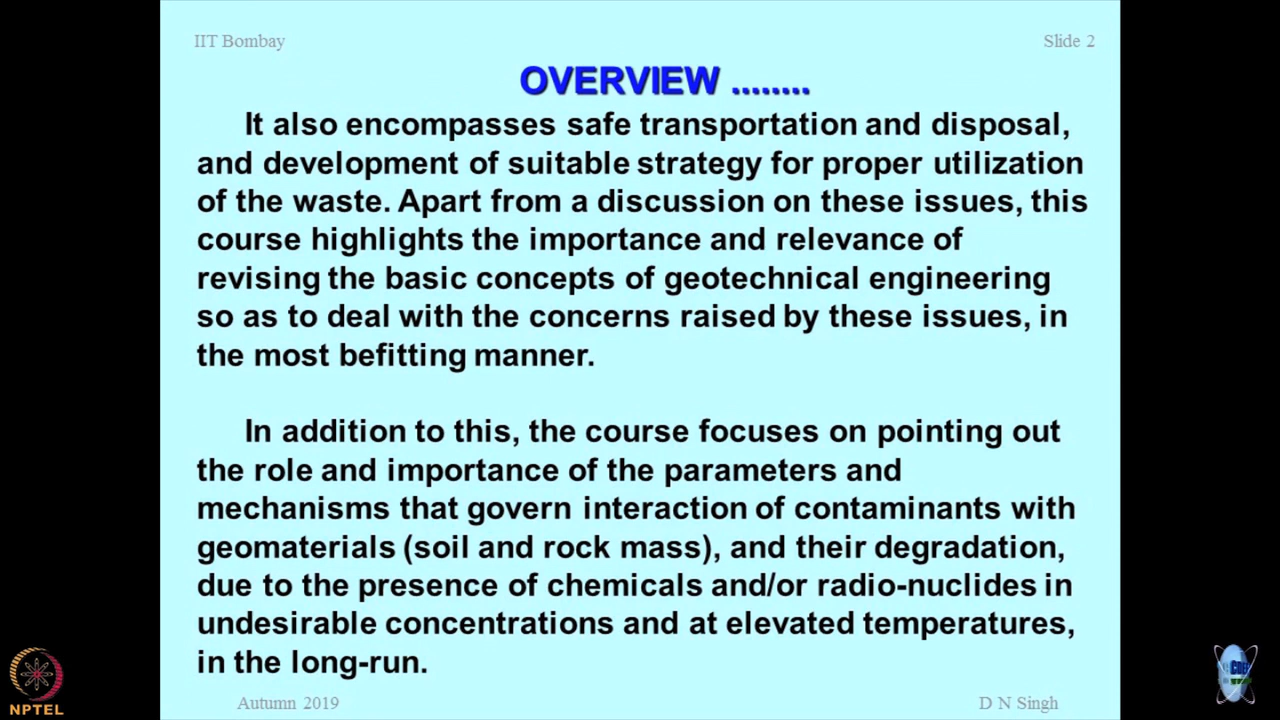 IIT Bombay
Slide 2
OVERVIEW ........
It also encompasses safe transportation and disposal,
and development of suitable strategy for proper utilization
of the waste. Apart from a discussion on these issues, this
course highlights the importance and relevance of
revising the basic concepts of geotechnical engineering
so as to deal with the concerns raised by these issues, in
the most befitting manner.
In addition to this, the course focuses on pointing out
the role and importance of the parameters and
mechanisms that govern interaction of contaminants with
geomaterials (soil and rock mass), and their degradation,
due to the presence of chemicals and/or radio-nuclides in
undesirable concentrations and at elevated temperatures,
in the long-run.
Autumn 2019
D N Singh
NPTEL